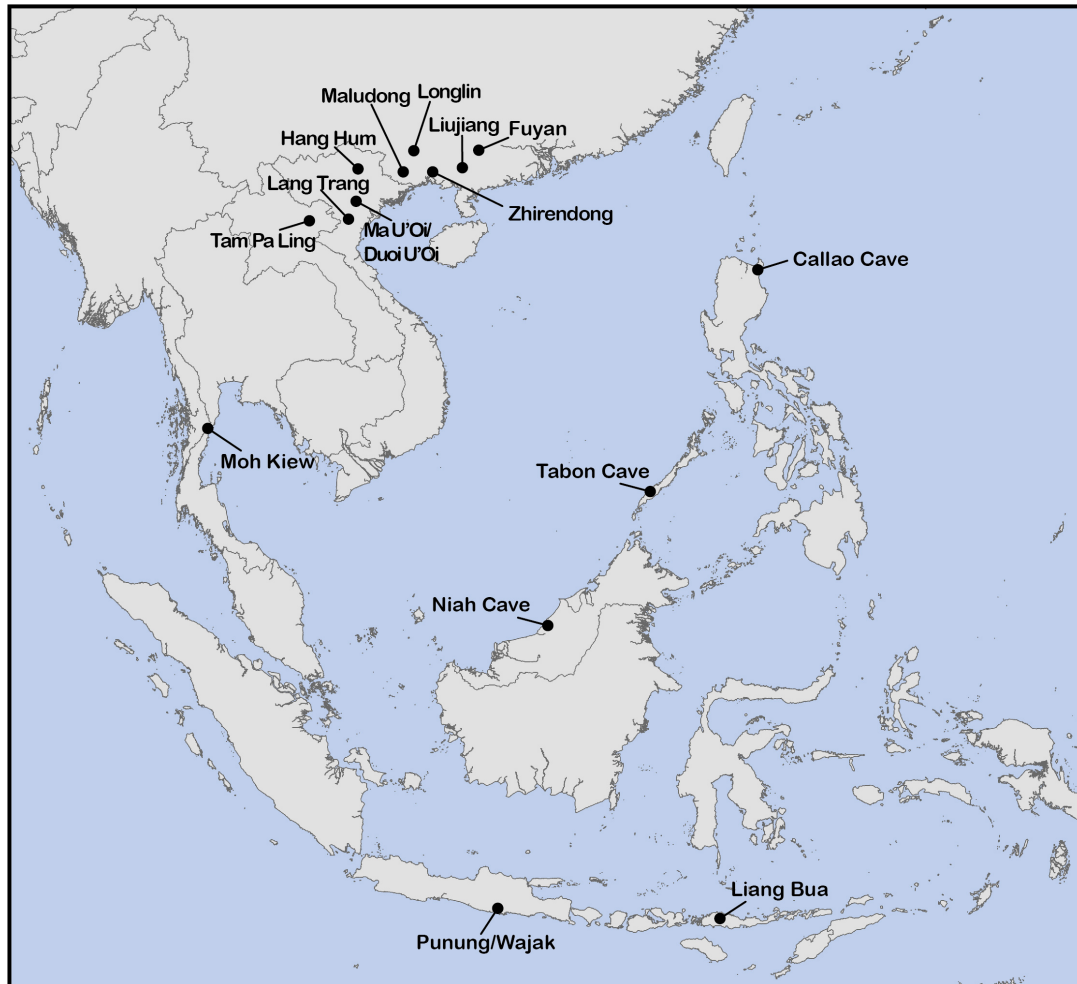 Longlin
Maludong
Liujiang
Fuyan
Hang Hum
Lang Trang
Zhirendong
Ma U'Oi/
Duoi U'Oi
Tam Pa Ling
Callao Cave
Moh Kiew
Tabon Cave
Niah Cave
Liang Bua
Punung/Wajak